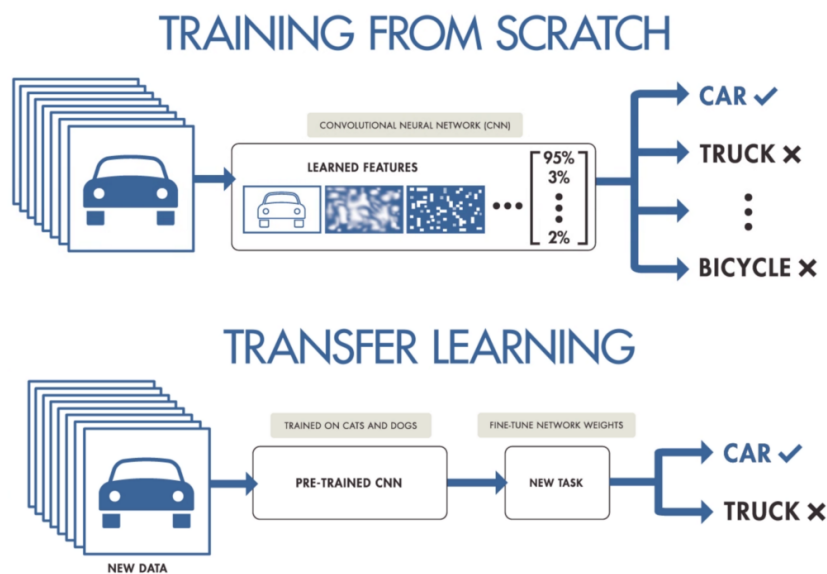 TRAINING FROM SCRATCH
CONVOLUTIONAL NEURAL NETWORK (CNN)
LEARNED FEATURES
95%
3%
2%
CAR ✓
TRUCK ✕
BICYCLE ✕
TRANSFER LEARNING
TRAINED ON CATS AND DOGS
FINE-TUNE NETWORK WEIGHTS
PRE-TRAINED CNN
NEW TASK
CAR ✓
TRUCK ✕
NEW DATA